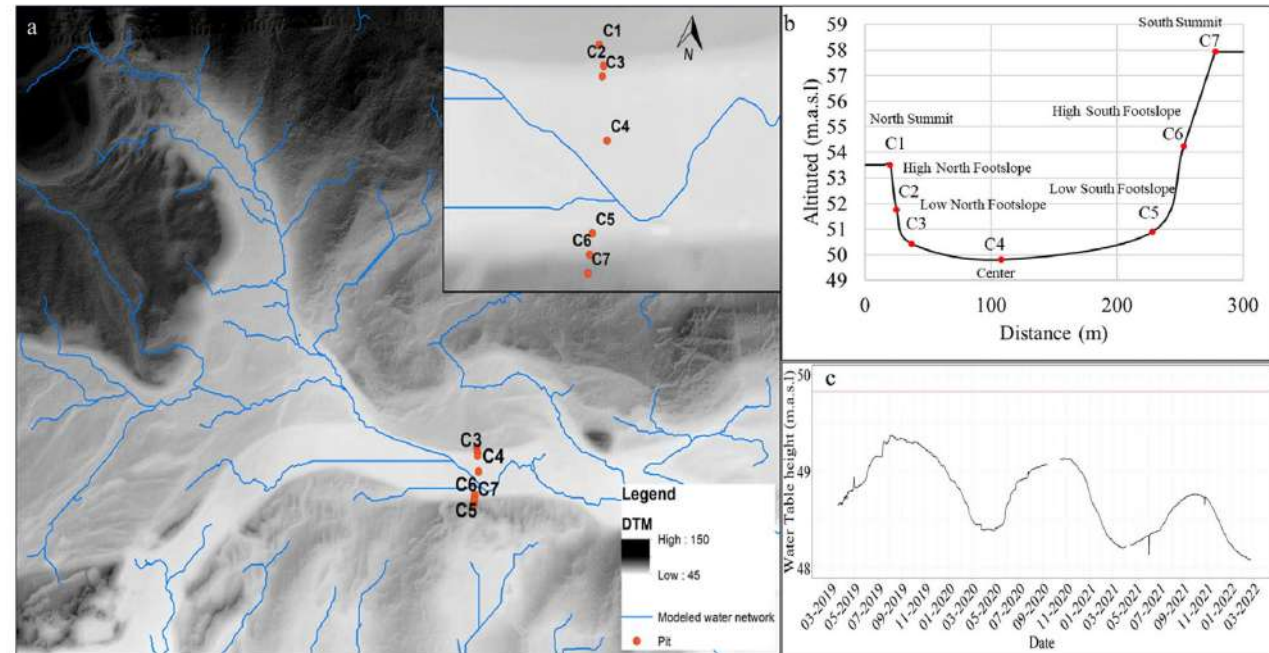 a
C1
C2
C3
N
C4
C5
C6
C7
C3
C4
C6
C7
C5
Legend
DTM
High : 150
Low : 45
Modeled water network
Pit
b
59
58
57
56
55
54
53
52
51
50
49
Altituted (m.a.s.l)
South Summit
C7
High South Footslope
C6
North Summit
C1
High North Footslope
C2
Low North Footslope
C3
Low South Footslope
C5
C4
Center
0
100
200
300
Distance (m)
c
50
49
48
Water Table height (m.a.s.l)
03-2019
05-2019
07-2019
09-2019
11-2019
01-2020
03-2020
05-2020
07-2020
09-2020
11-2020
01-2021
03-2021
05-2021
07-2021
09-2021
11-2021
01-2022
03-2022
Date